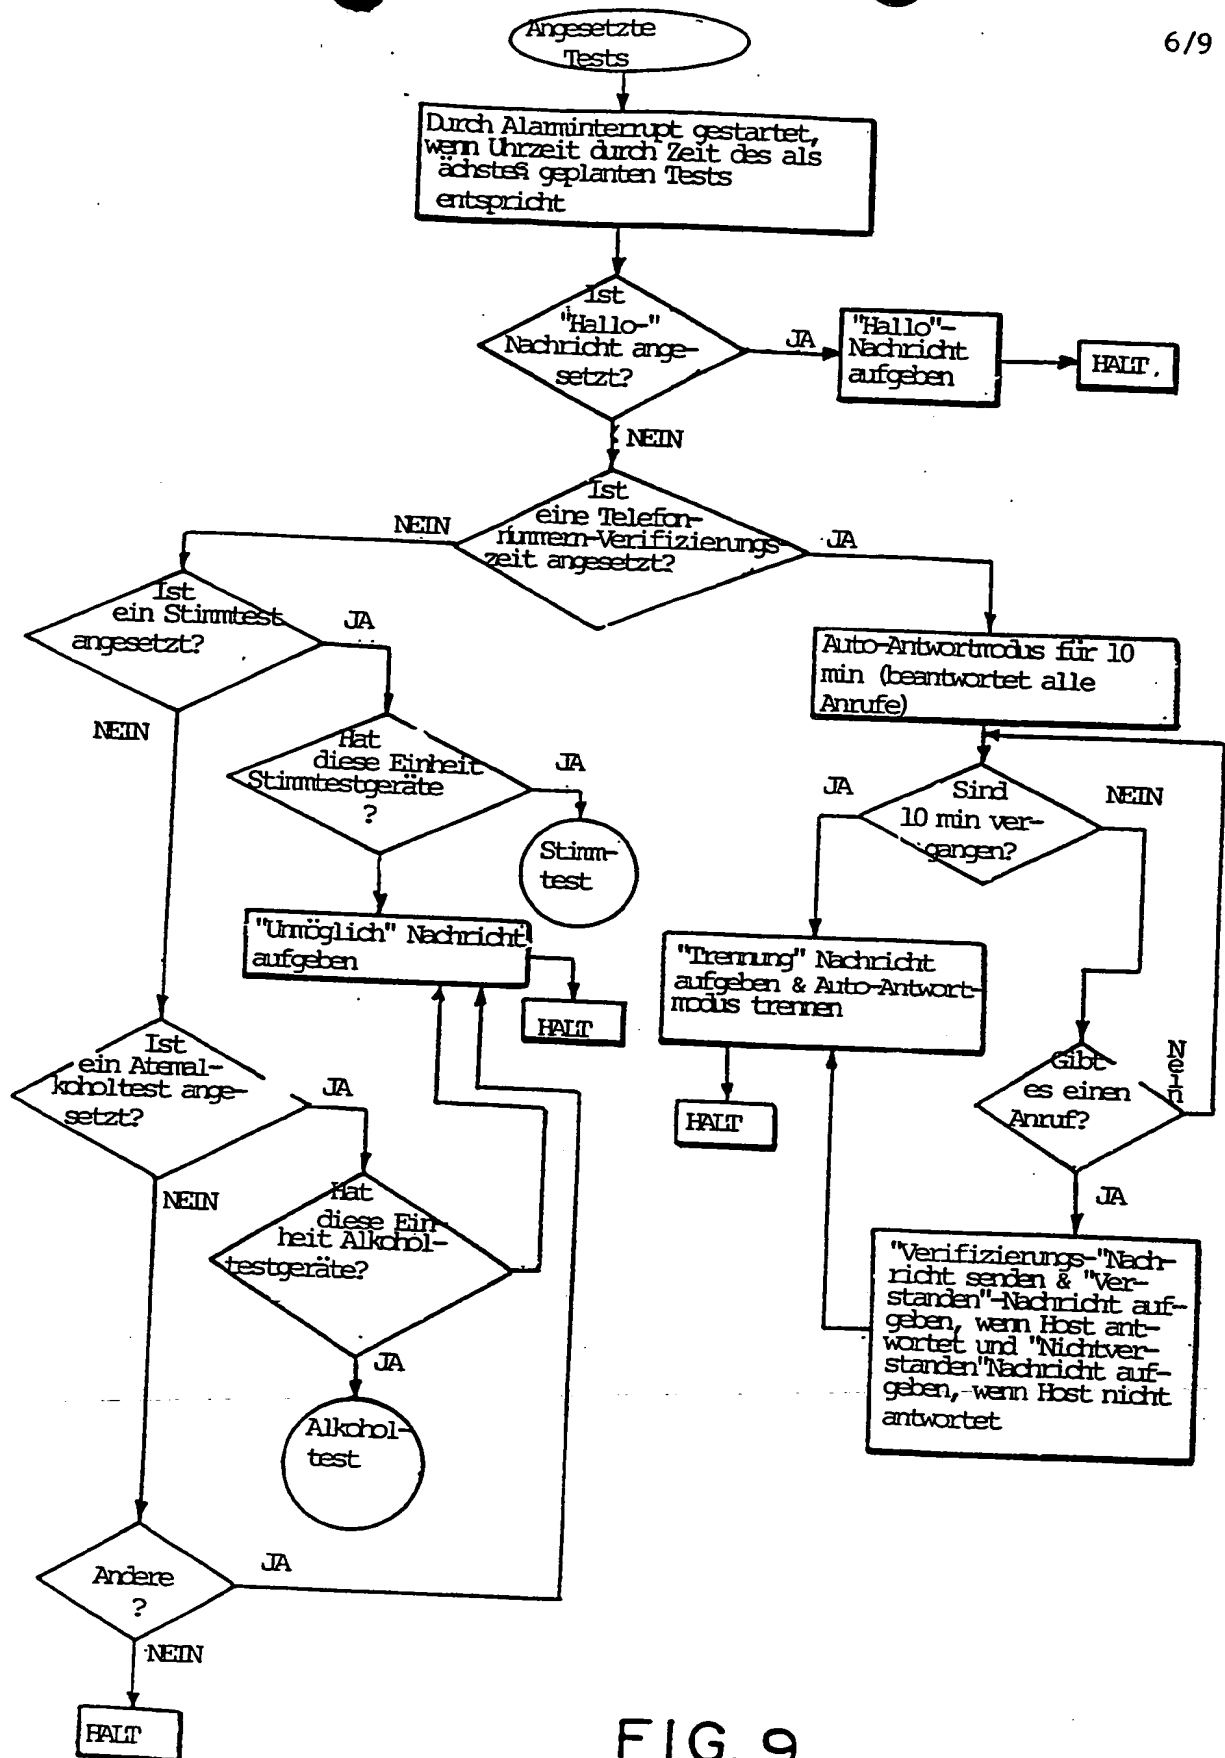 6/9
Angesetzte
Tests
Durch Alarminterrupt gestartet,
wenn Uhrzeit durch Zeit des als
ächstes geplanten Tests
entspricht
Ist
"Hallo-"
Nachricht ange-
setzt?
JA
"Hallo"-
Nachricht
aufgeben
HALT
NEIN
Ist
eine Telefon-
nummern-Verifizierungs-
zeit angesetzt?
NEIN
JA
Ist
ein Stimmtest
angesetzt?
JA
NEIN
Auto-Antwortmodus für 10
min (beantwortet alle
Anrufe)
Hat
diese Einheit
Stimmtestgeräte
?
JA
Stimm-
test
Sind
10 min ver-
gangen?
JA
NEIN
"Unmöglich" Nachricht
aufgeben
HALT
"Trennung" Nachricht
aufgeben & Auto-Antwort-
modus trennen
HALT
Gibt
es einen
Anruf?
Nein
JA
Ist
ein Atemal-
koholtest ange-
setzt?
JA
NEIN
Hat
diese Ein-
heit Alkohol-
testgeräte?
JA
Alkohol-
test
"Verifizierungs-"Nach-
richt senden & "Ver-
standen"-Nachricht auf-
geben, wenn Host ant-
wortet und "Nichtver-
standen"Nachricht auf-
geben, wenn Host nicht
antwortet
Andere
?
JA
NEIN
HALT
FIG. 9